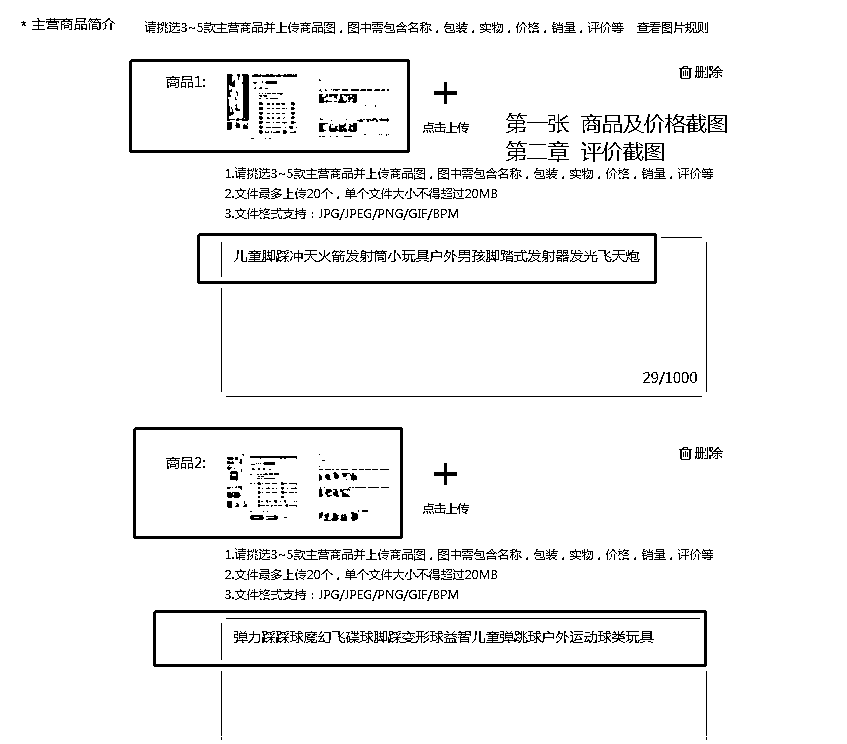 * 主营商品简介 请挑选3~5款主营商品并上传商品图，图中需包含名称，包装，实物，价格，销量，评价等 查看图片规则
商品1:
删除
点击上传
第一张 商品及价格截图
第二章 评价截图
1.请挑选3~5款主营商品并上传商品图，图中需包含名称，包装，实物，价格，销量，评价等
2.文件最多上传20个，单个文件大小不得超过20MB
3.文件格式支持：JPG/JPEG/PNG/GIF/BPM
儿童脚踩冲天火箭发射筒小玩具户外男孩脚踏式发射器发光飞天炮
29/1000
商品2:
删除
点击上传
1.请挑选3~5款主营商品并上传商品图，图中需包含名称，包装，实物，价格，销量，评价等
2.文件最多上传20个，单个文件大小不得超过20MB
3.文件格式支持：JPG/JPEG/PNG/GIF/BPM
弹力踩踩球魔幻飞碟球脚踩变形球益智儿童弹跳球户外运动球类玩具